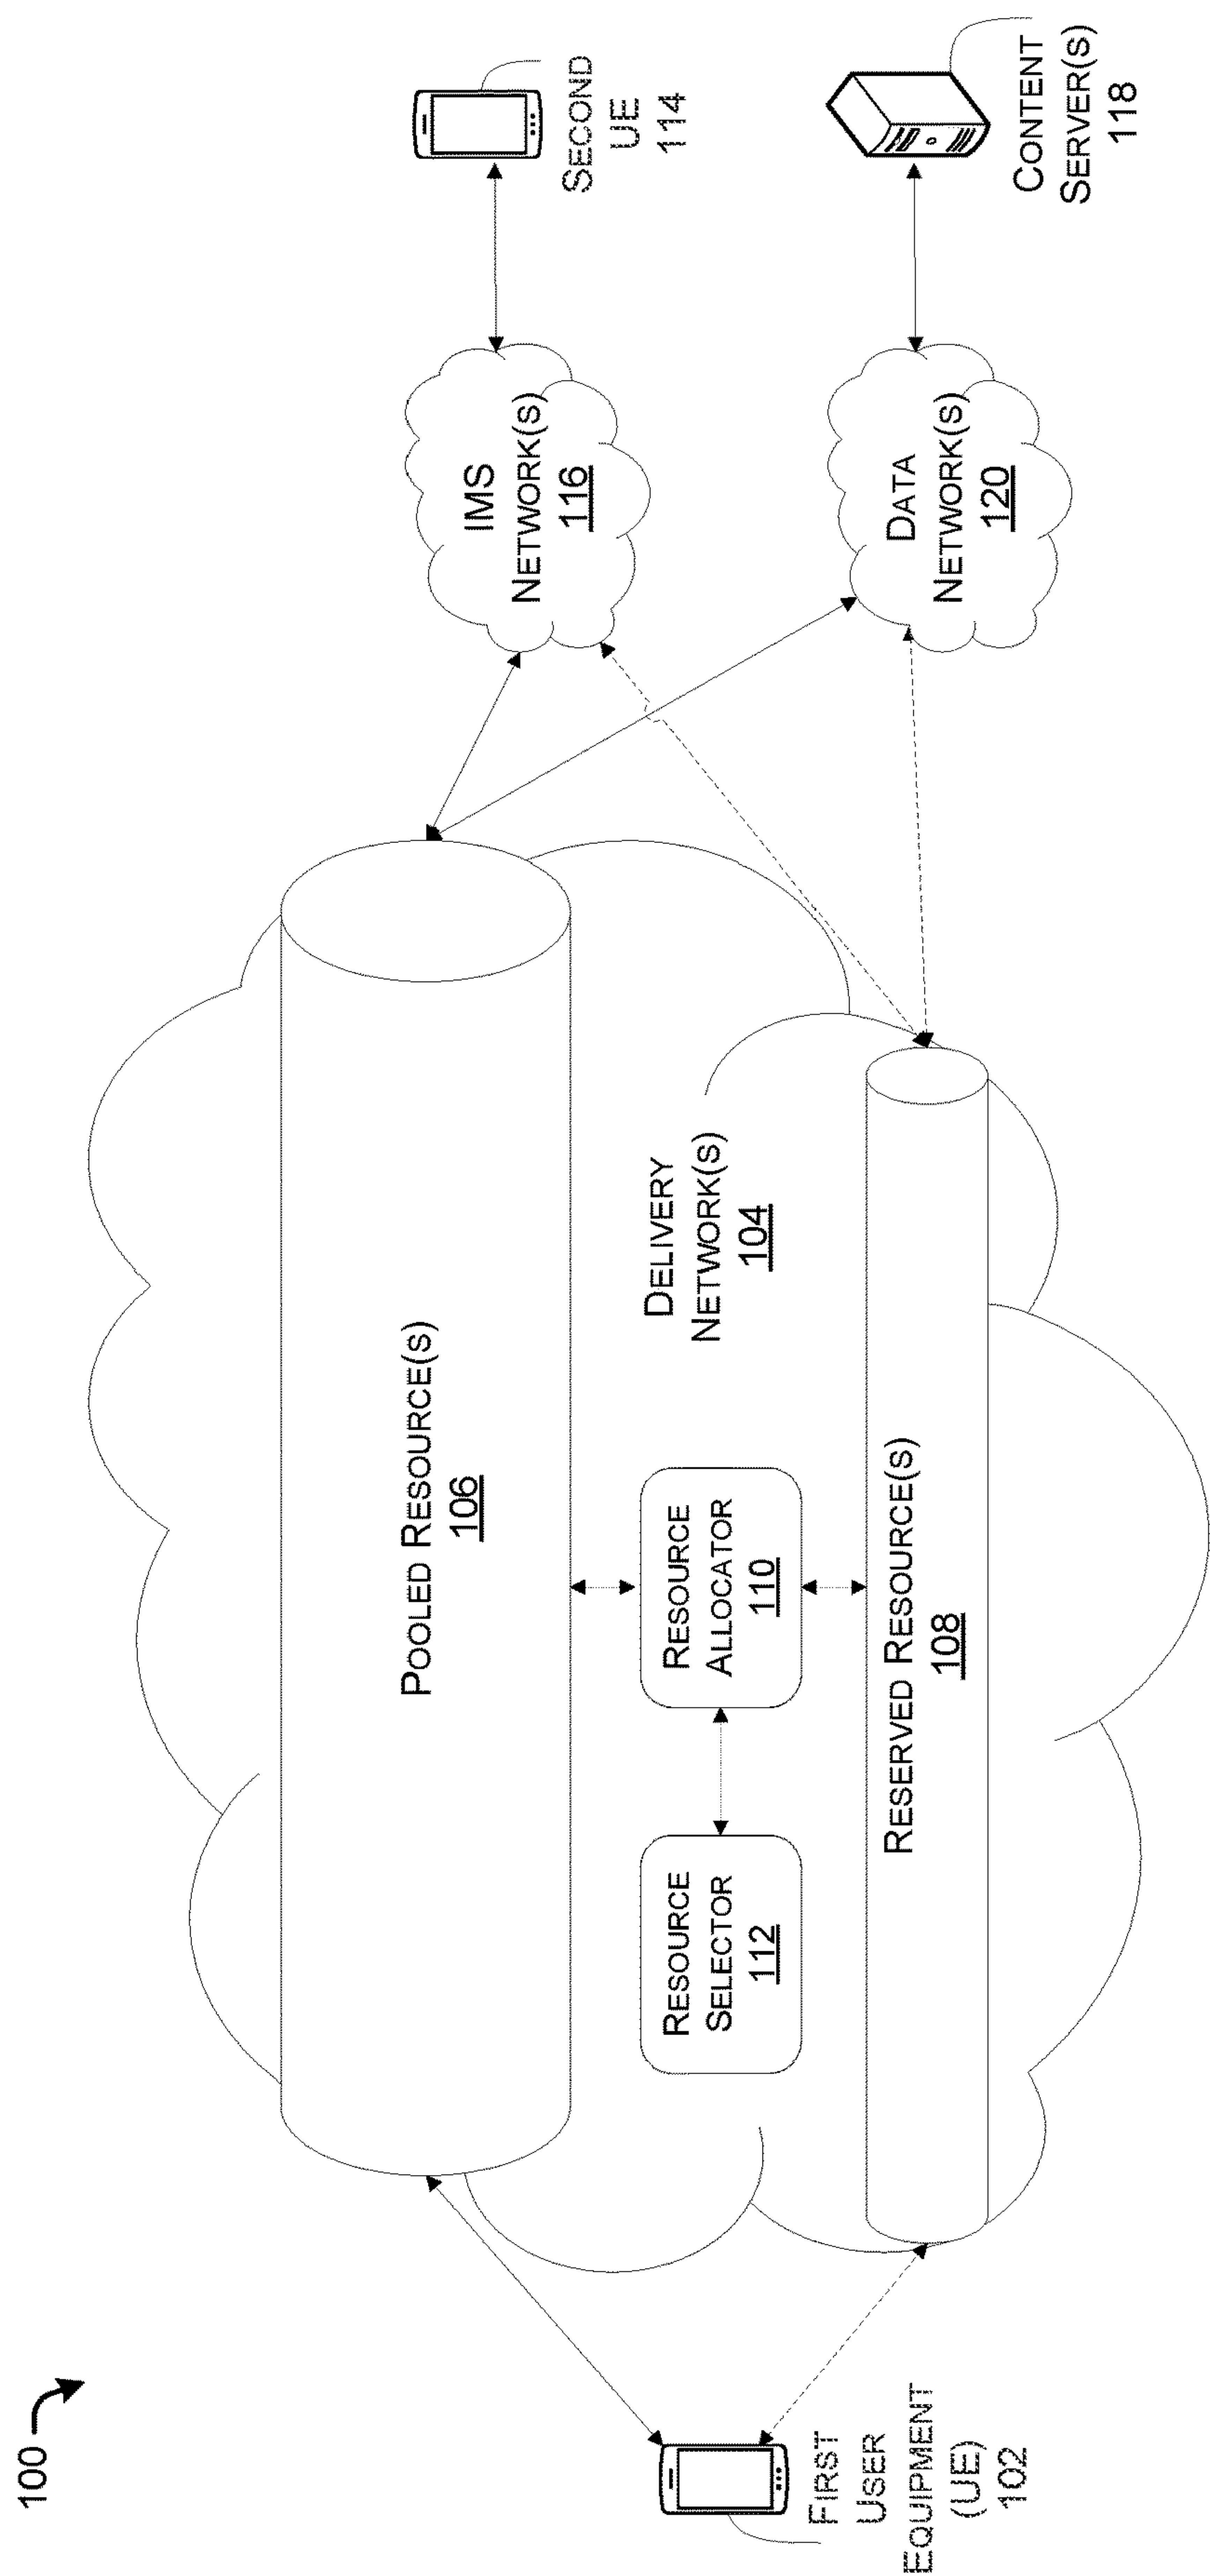 100
POOLED RESOURCE(S)
106
RESOURCE
SELECTOR
112
RESOURCE
ALLOCATOR
110
DELIVERY
NETWORK(S)
104
RESERVED RESOURCE(S)
108
FIRST
USER
EQUIPMENT
(UE)
102
IMS
NETWORK(S)
116
SECOND
UE
114
DATA
NETWORK(S)
120
CONTENT
SERVER(S)
118